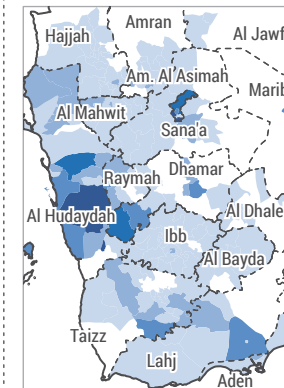 Amran
Hajjah
Al Jawf
Am. Al Asimah
Marib
Al Mahwit
Sana'a
Dhamar
Raymah
Al Hudaydah
Al Dhale
Ibb
Al Bayda
Taizz
Lahj
Aden